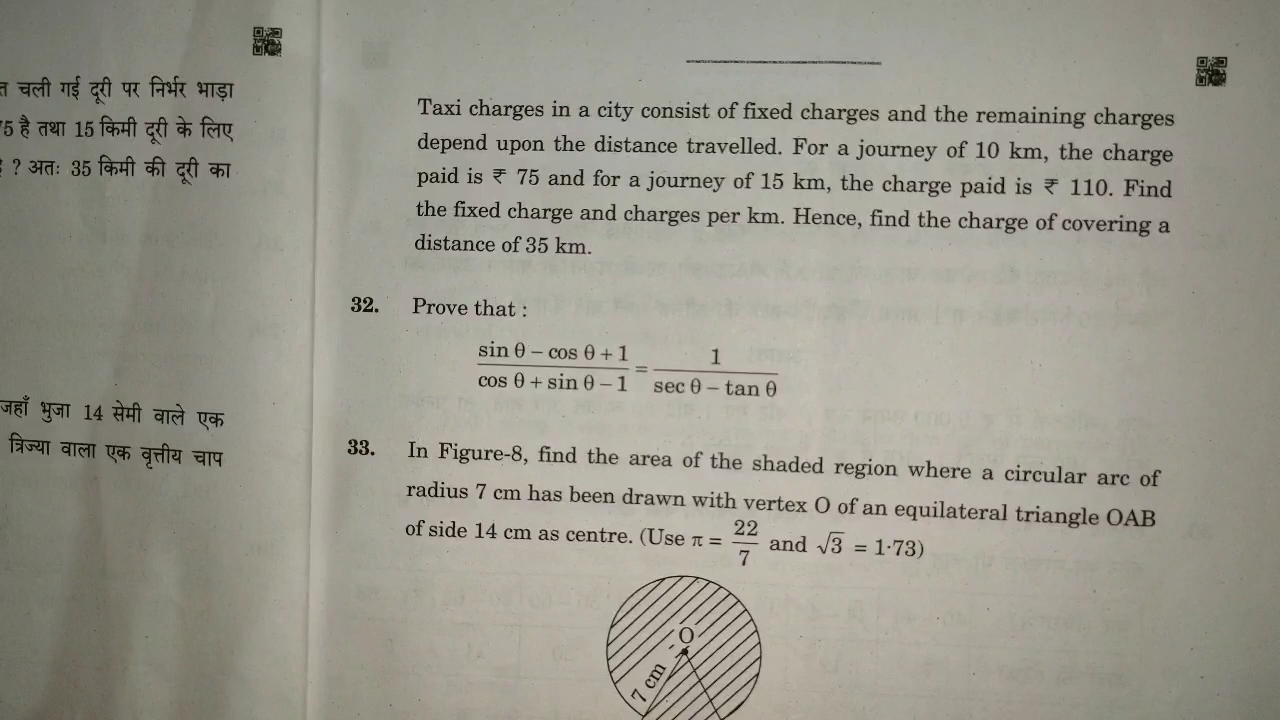 चली गई दूरी पर निर्भर भाड़ा
75 है तथा 15 किमी दूरी के लिए
? अतः 35 किमी की दूरी का
जहाँ भुजा 14 सेमी वाले एक
त्रिज्या वाला एक वृत्तीय चाप
Taxi charges in a city consist of fixed charges and the remaining charges
depend upon the distance travelled. For a journey of 10 km, the charge
paid is ₹ 75 and for a journey of 15 km, the charge paid is ₹ 110. Find
the fixed charge and charges per km. Hence, find the charge of covering a
distance of 35 km.
32. Prove that :
sin θ – cos θ + 1 / cos θ + sin θ – 1 = 1 / sec θ – tan θ
33. In Figure-8, find the area of the shaded region where a circular arc of
radius 7 cm has been drawn with vertex O of an equilateral triangle OAB
of side 14 cm as centre. (Use π = 22/7 and √3 = 1·73)
O
7 cm